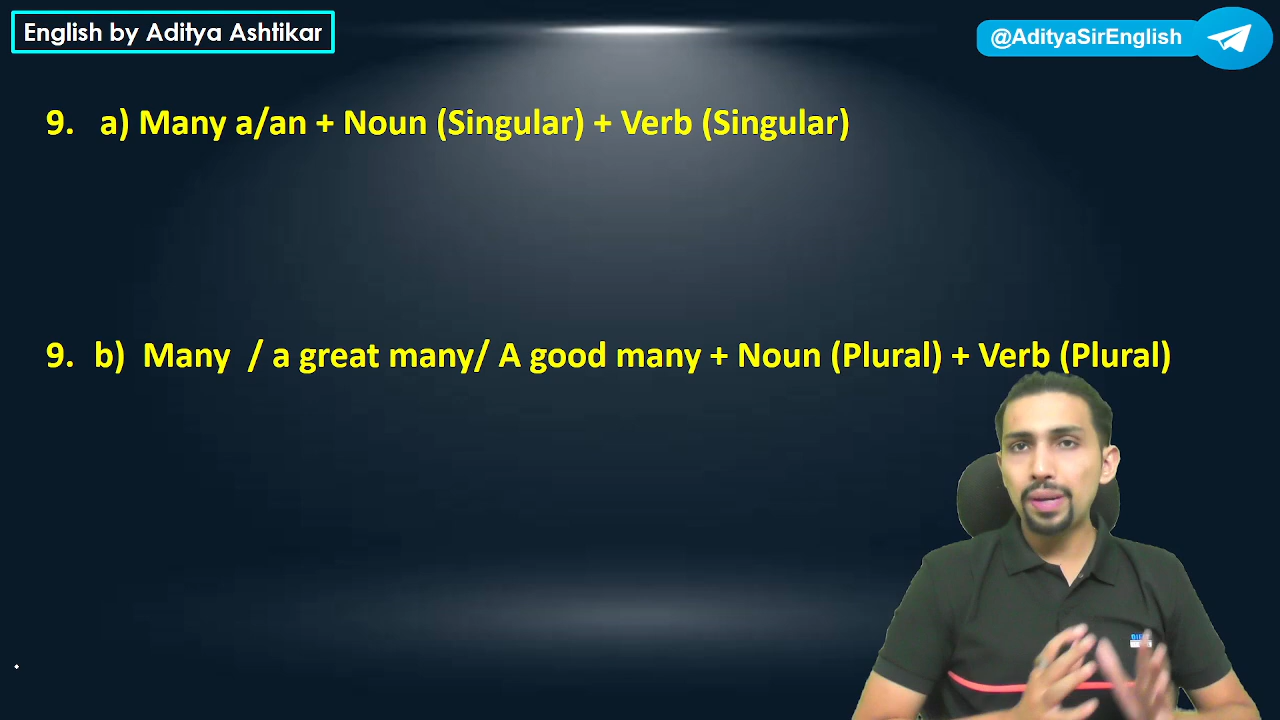 English by Aditya Ashtikar
@AdityaSirEnglish
9. a) Many a/an + Noun (Singular) + Verb (Singular)
9. b) Many / a great many/ A good many + Noun (Plural) + Verb (Plural)